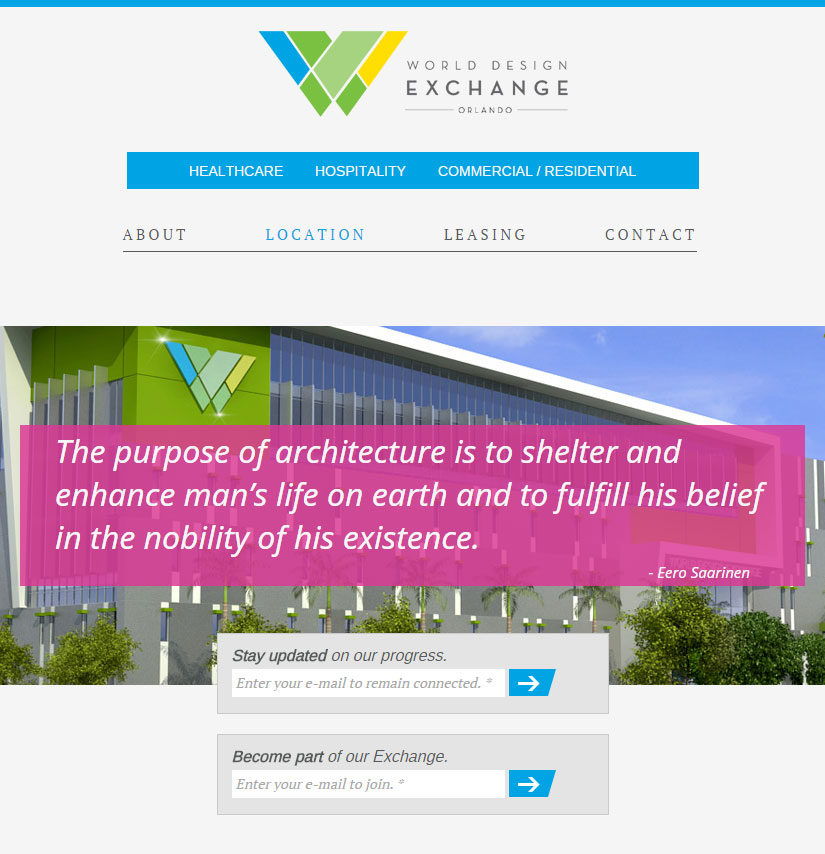 WORLD DESIGN
EXCHANGE
ORLANDO
HEALTHCARE HOSPITALITY COMMERCIAL / RESIDENTIAL
ABOUT LOCATION LEASING CONTACT
The purpose of architecture is to shelter and
enhance man’s life on earth and to fulfill his belief
in the nobility of his existence.
- Eero Saarinen
Stay updated on our progress.
Enter your e-mail to remain connected. *
Become part of our Exchange.
Enter your e-mail to join. *